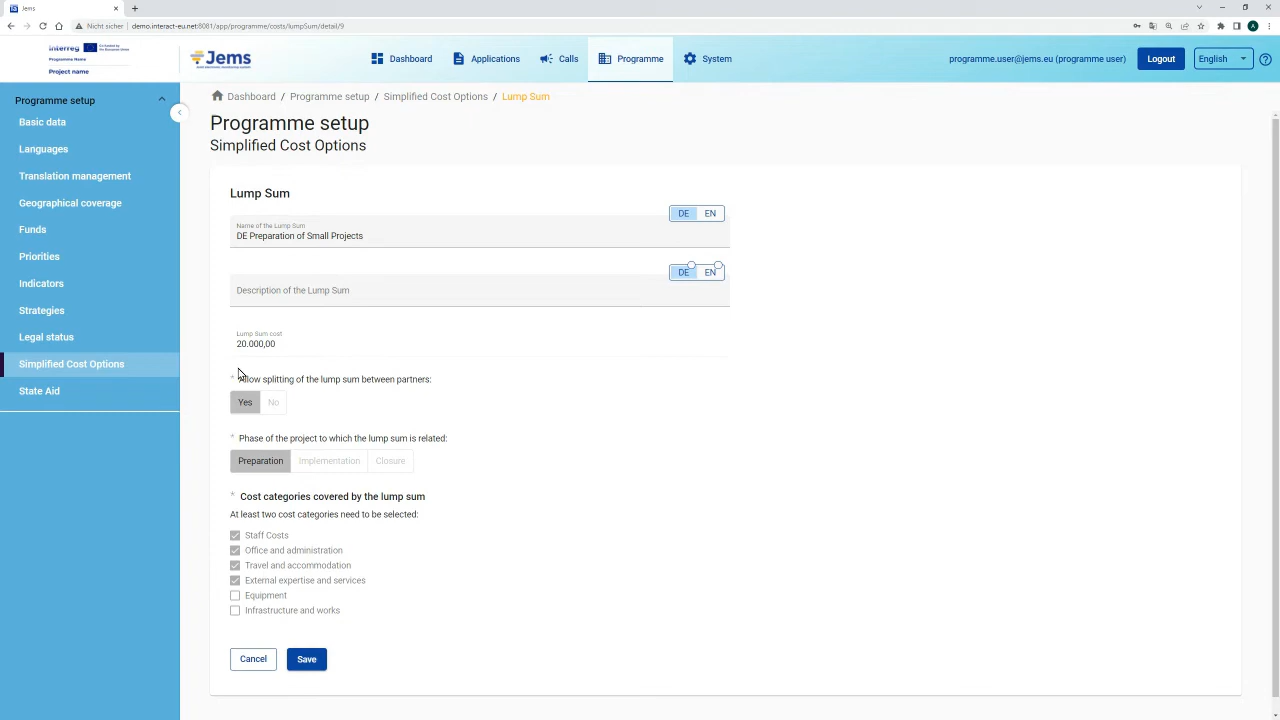 Jems
Nicht sicher | demo.interact-eu.net:8081/app/programme/costs/lumpSum/detail/9
Interreg
Co-funded by
the European Union
Programme Name
Project name
Jems
Dashboard
Applications
Calls
Programme
System
rogramme.user@jems.eu (programme user)
Logout
English
Programme setup
Basic data
Languages
Translation management
Geographical coverage
Funds
Priorities
Indicators
Strategies
Legal status
Simplified Cost Options
State Aid
Dashboard / Programme setup / Simplified Cost Options / Lump Sum
Programme setup
Simplified Cost Options
Lump Sum
DE EN
Name of the Lump Sum
DE Preparation of Small Projects
DE EN
Description of the Lump Sum
Lump Sum cost
20.000,00
* Allow splitting of the lump sum between partners:
Yes No
* Phase of the project to which the lump sum is related:
Preparation Implementation Closure
* Cost categories covered by the lump sum
At least two cost categories need to be selected:
Staff Costs
Office and administration
Travel and accommodation
External expertise and services
Equipment
Infrastructure and works
Cancel Save